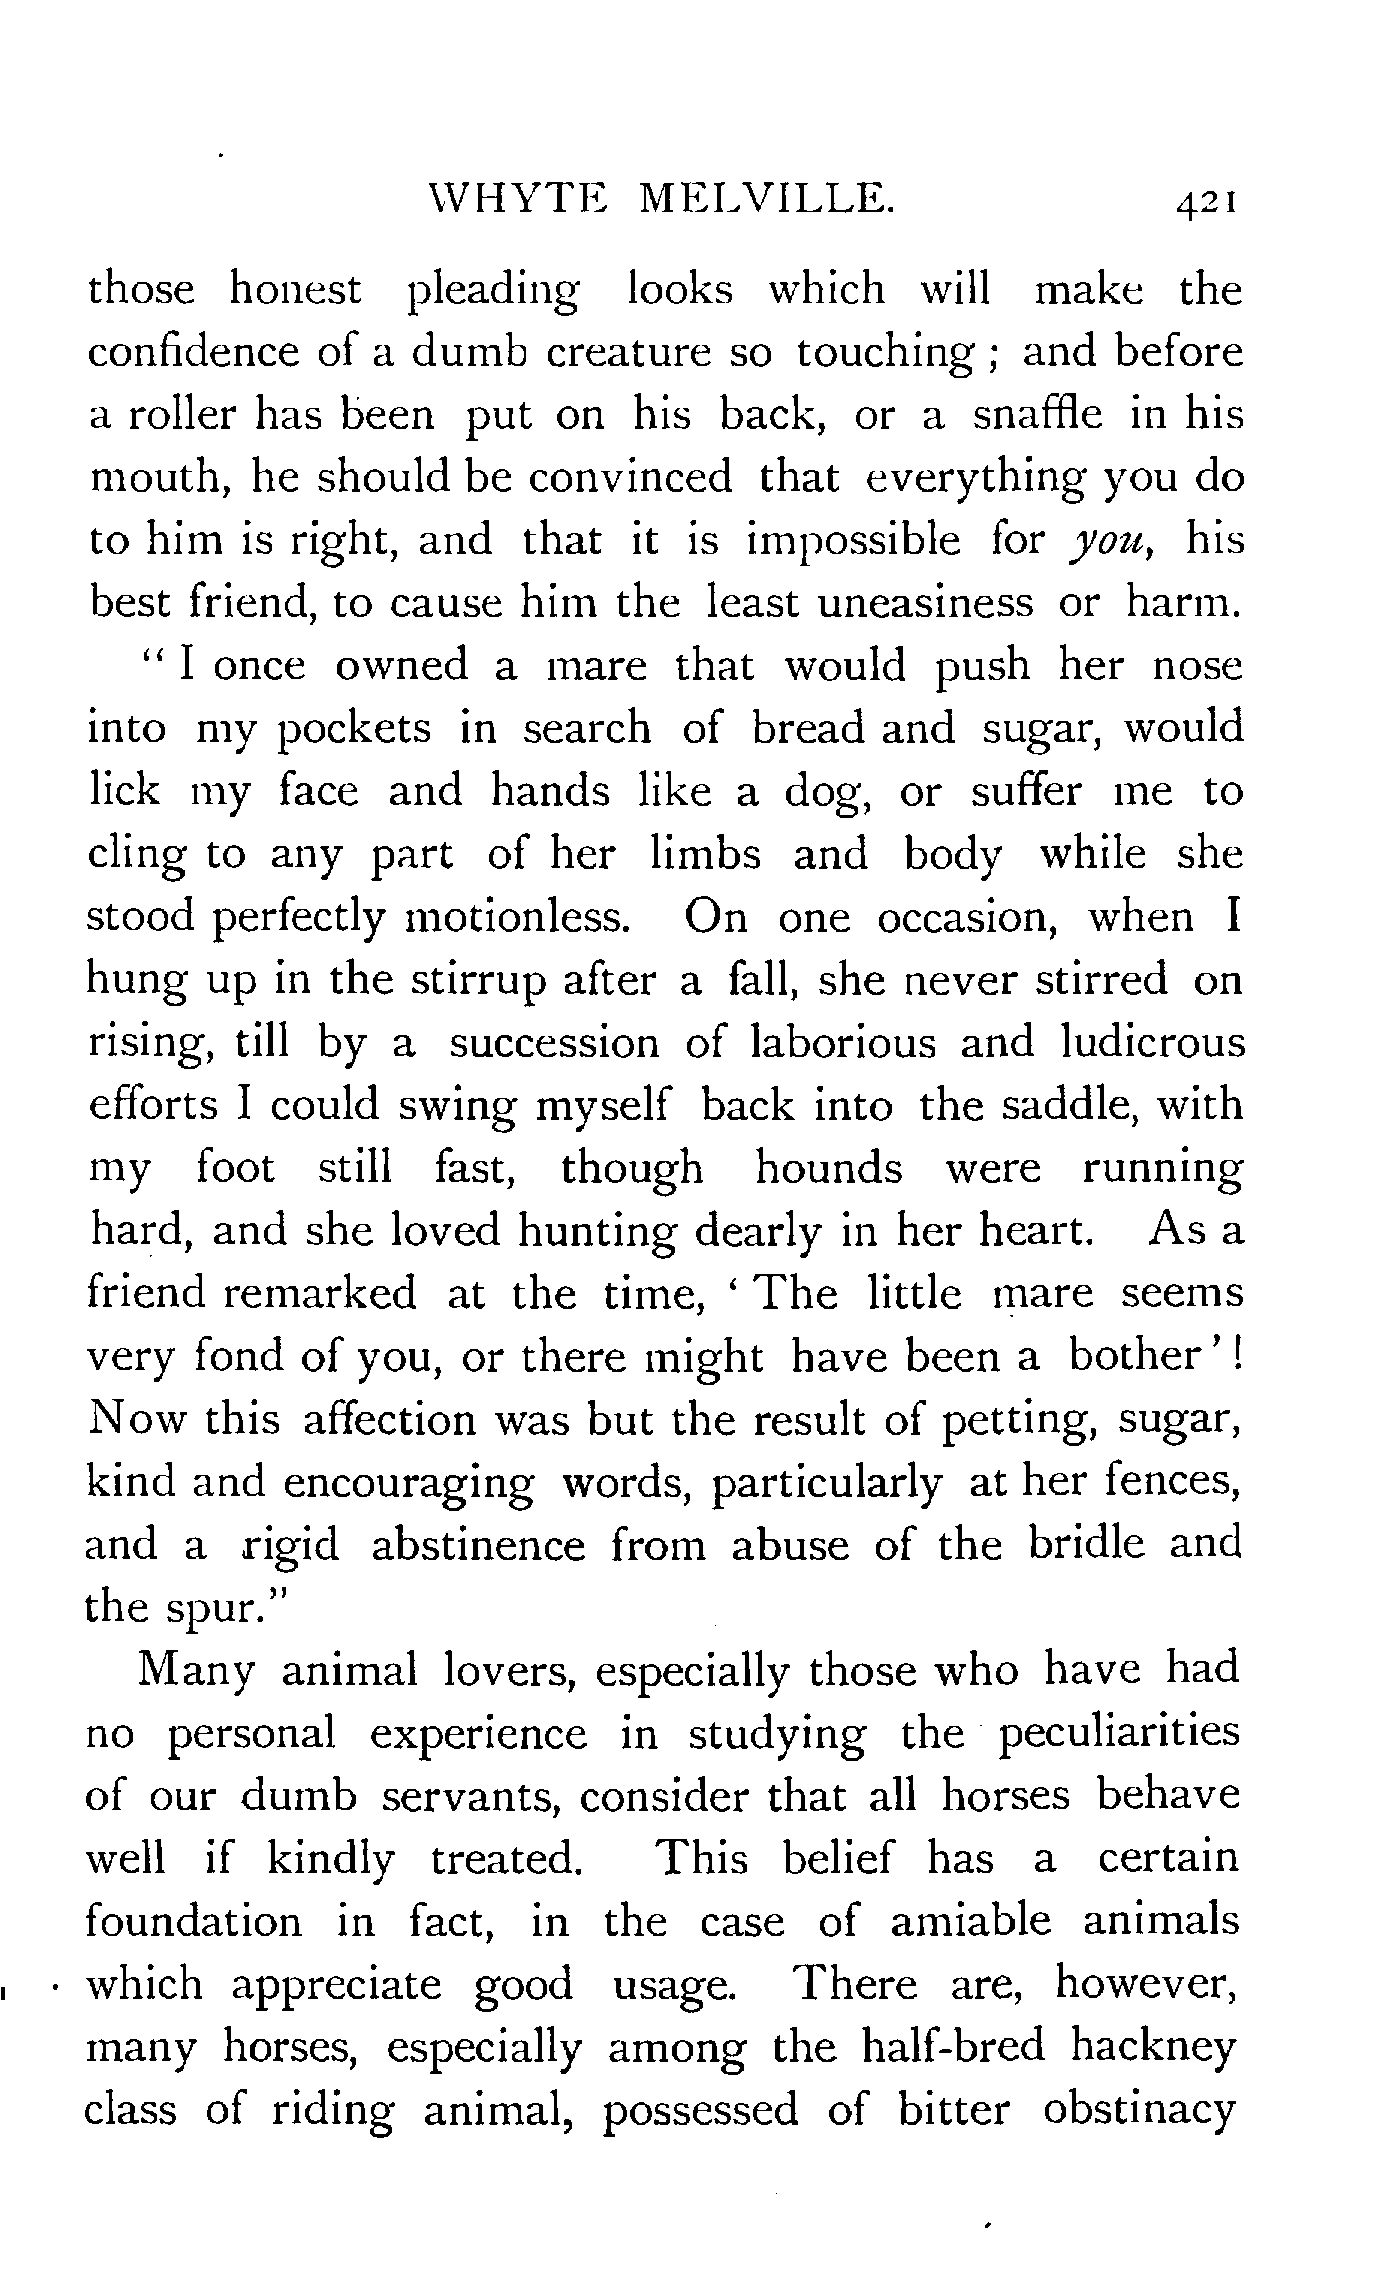 WHYTE MELVILLE. 421
those honest pleading looks which will make the
confidence of a dumb creature so touching ; and before
a roller has been put on his back, or a snaffle in his
mouth, he should be convinced that everything you do
to him is right, and that it is impossible for you, his
best friend, to cause him the least uneasiness or harm.
“ I once owned a mare that would push her nose
into my pockets in search of bread and sugar, would
lick my face and hands like a dog, or suffer me to
cling to any part of her limbs and body while she
stood perfectly motionless. On one occasion, when I
hung up in the stirrup after a fall, she never stirred on
rising, till by a succession of laborious and ludicrous
efforts I could swing myself back into the saddle, with
my foot still fast, though hounds were running
hard, and she loved hunting dearly in her heart. As a
friend remarked at the time, ‘ The little mare seems
very fond of you, or there might have been a bother’ !
Now this affection was but the result of petting, sugar,
kind and encouraging words, particularly at her fences,
and a rigid abstinence from abuse of the bridle and
the spur.”
Many animal lovers, especially those who have had
no personal experience in studying the peculiarities
of our dumb servants, consider that all horses behave
well if kindly treated. This belief has a certain
foundation in fact, in the case of amiable animals
which appreciate good usage. There are, however,
many horses, especially among the half-bred hackney
class of riding animal, possessed of bitter obstinacy